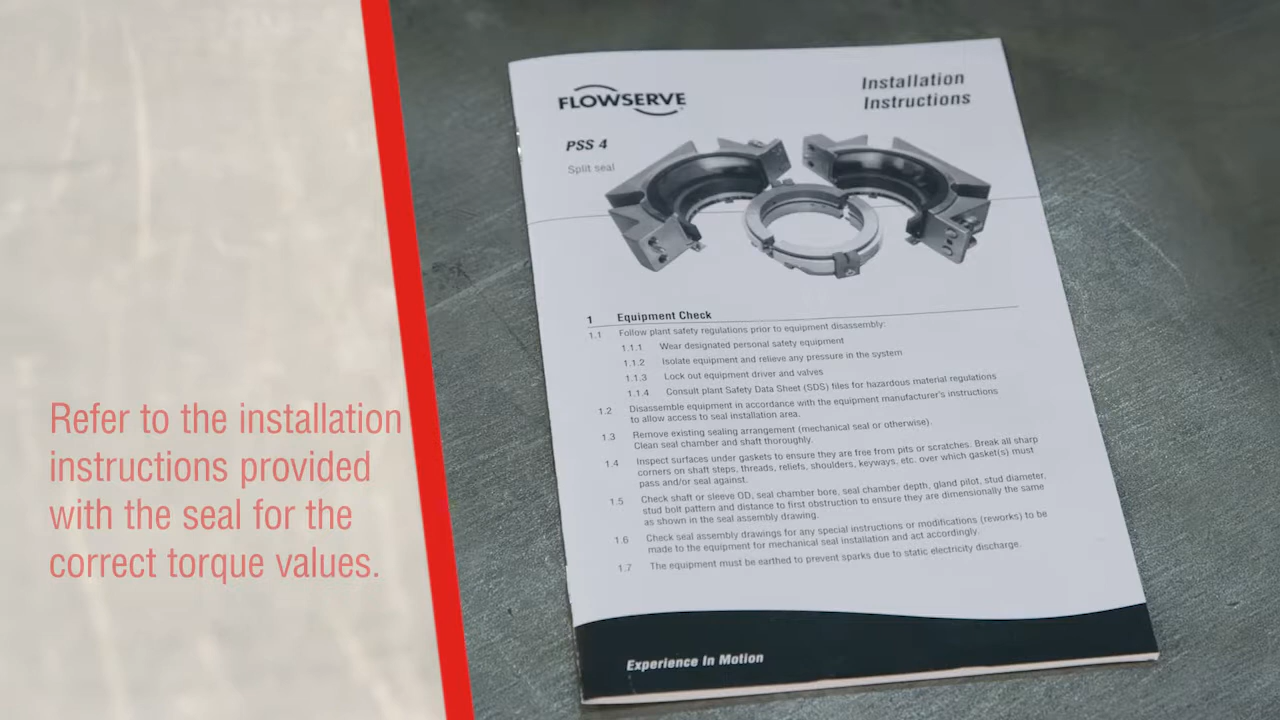 Refer to the installation
instructions provided
with the seal for the
correct torque values.
FLOWSERVE
Installation
Instructions
PSS 4
Split seal
1 Equipment Check
1.1 Follow plant safety regulations prior to equipment disassembly:
1.1.1 Wear designated personal safety equipment
1.1.2 Isolate equipment and relieve any pressure in the system
1.1.3 Lock out equipment driver and valves
1.1.4 Consult plant Safety Data Sheet (SDS) files for hazardous material regulations
1.2 Disassemble equipment in accordance with the equipment manufacturer's instructions
to allow access to seal installation area.
1.3 Remove existing sealing arrangement (mechanical seal or otherwise).
Clean seal chamber and shaft thoroughly.
1.4 Inspect surfaces under gaskets to ensure they are free from pits or scratches. Break all sharp
corners on shaft steps, threads, reliefs, shoulders, keyways, etc. over which gasket(s) must
pass and/or seal against.
1.5 Check shaft or sleeve OD, seal chamber bore, seal chamber depth, gland pilot, stud diameter,
stud bolt pattern and distance to first obstruction to ensure they are dimensionally the same
as shown in the seal assembly drawing.
1.6 Check seal assembly drawings for any special instructions or modifications (reworks) to be
made to the equipment for mechanical seal installation and act accordingly.
1.7 The equipment must be earthed to prevent sparks due to static electricity discharge.
Experience In Motion